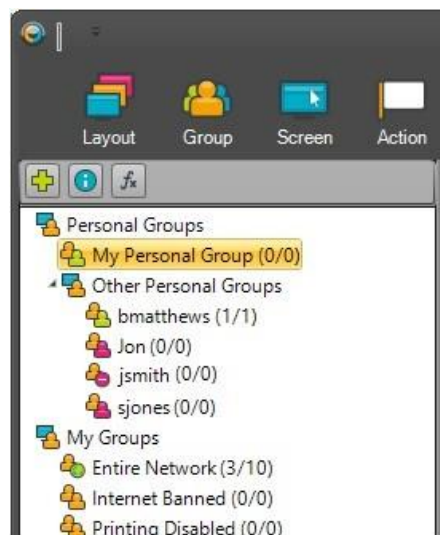 Layout Group Screen Action
fx
Personal Groups
My Personal Group (0/0)
Other Personal Groups
bmatthews (1/1)
Jon (0/0)
jsmith (0/0)
sjones (0/0)
My Groups
Entire Network (3/10)
Internet Banned (0/0)
Printing Disabled (0/0)